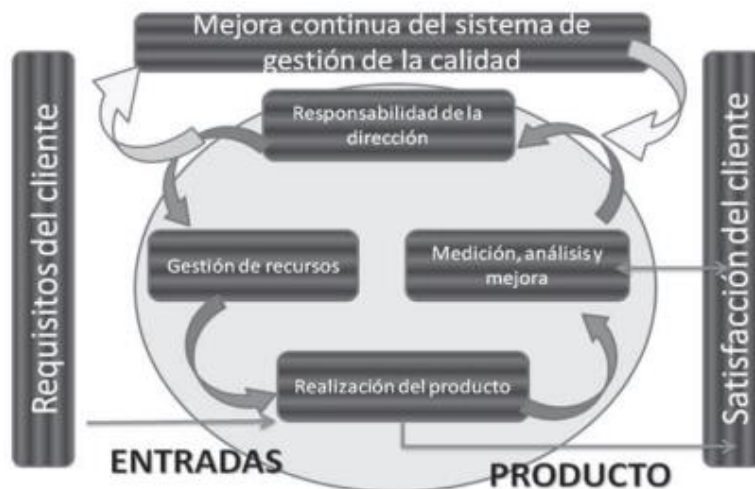 Mejora continua del sistema de
gestión de la calidad
Requisitos del cliente
Responsabilidad de la
dirección
Satisfacción del cliente
Gestión de recursos
Medición, análisis y
mejora
Realización del producto
ENTRADAS
PRODUCTO